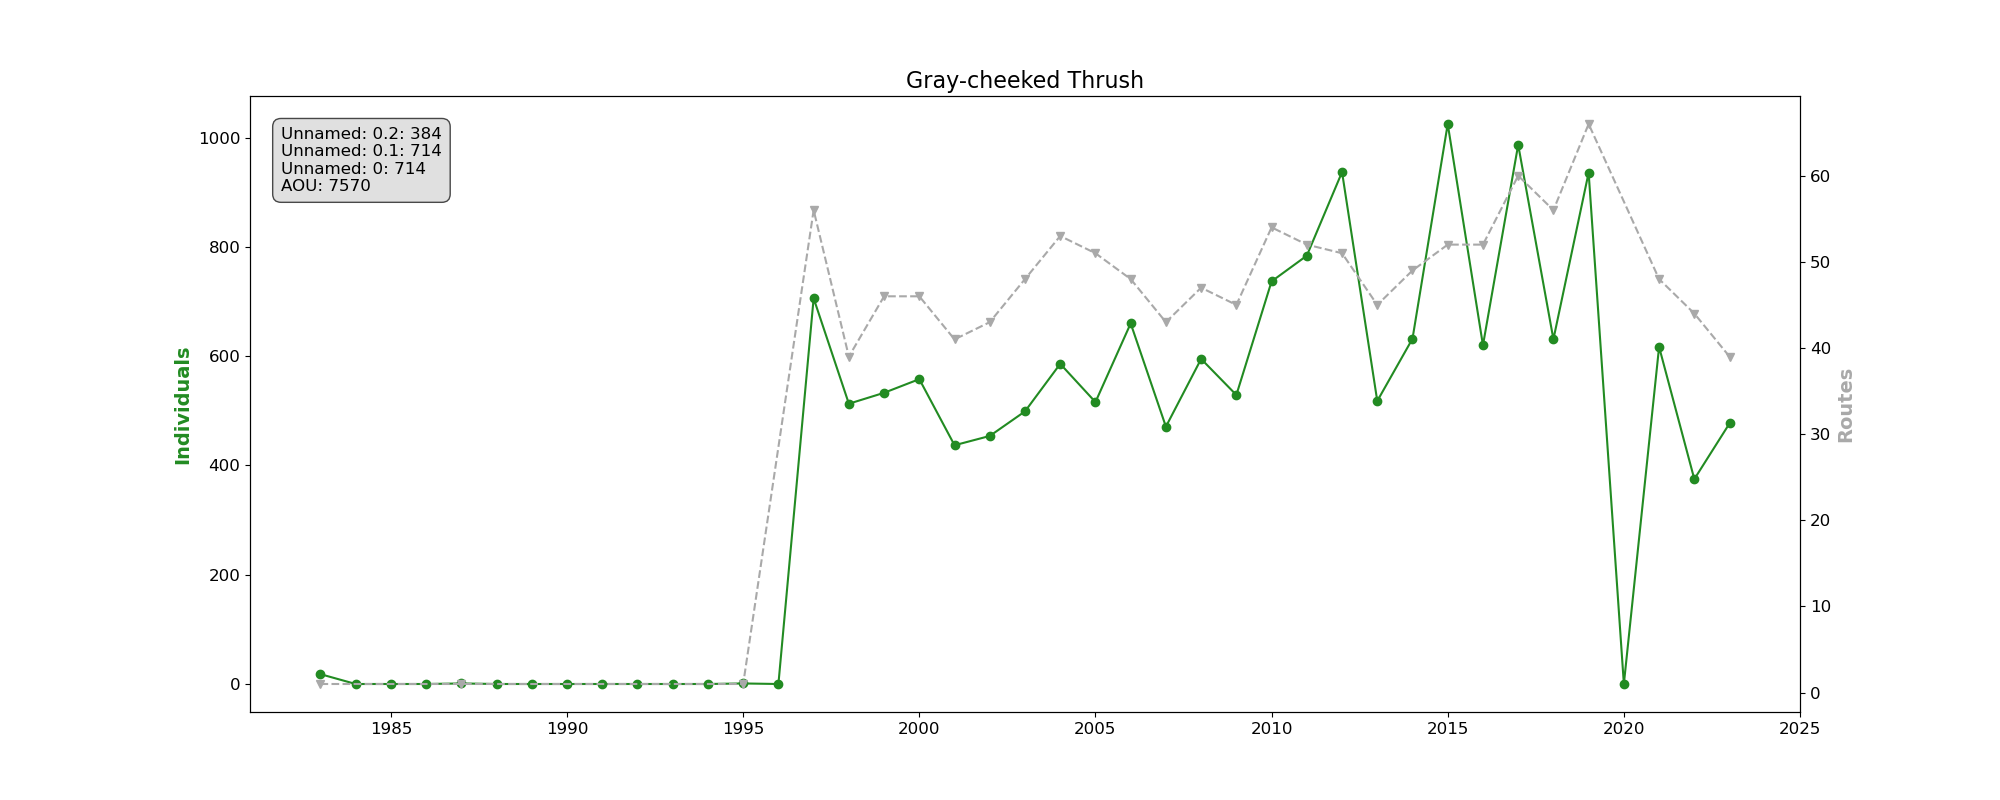 Gray-cheeked Thrush
Unnamed: 0.2: 384
Unnamed: 0.1: 714
Unnamed: 0: 714
AOU: 7570
Individuals
1000
800
600
400
200
0
60
50
40
30
20
10
0
Routes
1985 1990 1995 2000 2005 2010 2015 2020 2025